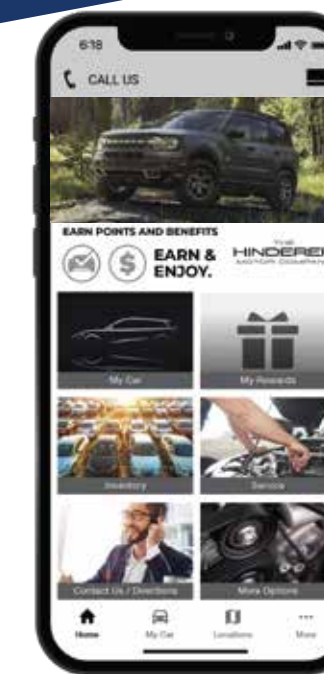 6:18
CALL US
EARN POINTS AND BENEFITS
$
EARN &
ENJOY.
THE
HINDERER
MOTOR COMPANY
My Car
My Rewards
Inventory
Service
Contact Us / Directions
More Options
Home
My Car
Locations
More